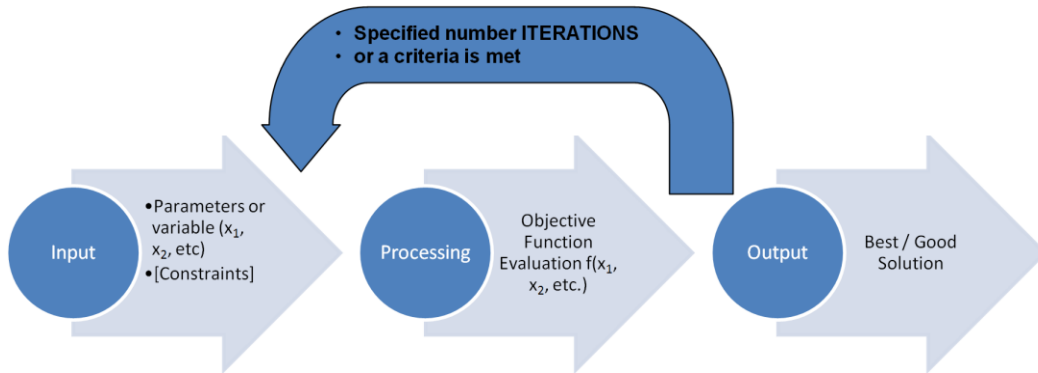 • Specified number ITERATIONS
• or a criteria is met
Input
•Parameters or
variable (x₁,
x₂, etc)
•[Constraints]
Processing
Objective
Function
Evaluation f(x₁,
x₂, etc.)
Output
Best / Good
Solution